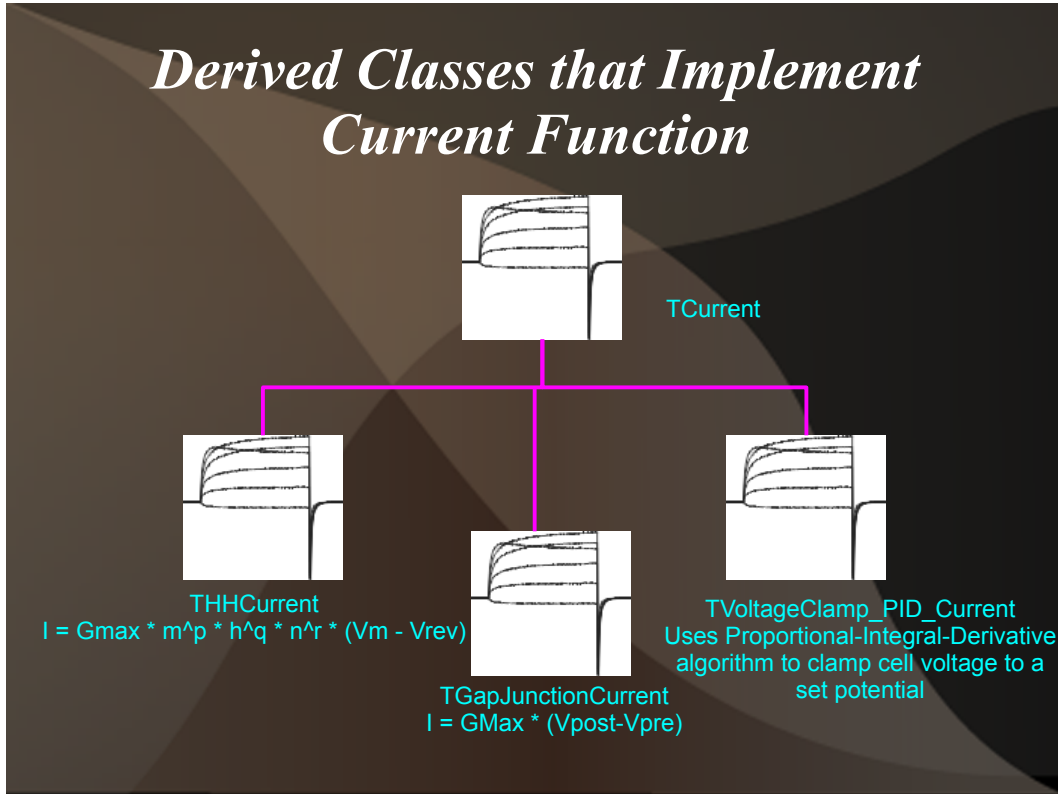 Derived Classes that Implement
Current Function
TCurrent
THHCurrent
I = Gmax * m^p * h^q * n^r * (Vm - Vrev)
TGapJunctionCurrent
I = GMax * (Vpost-Vpre)
TVoltageClamp_PID_Current
Uses Proportional-Integral-Derivative
algorithm to clamp cell voltage to a
set potential